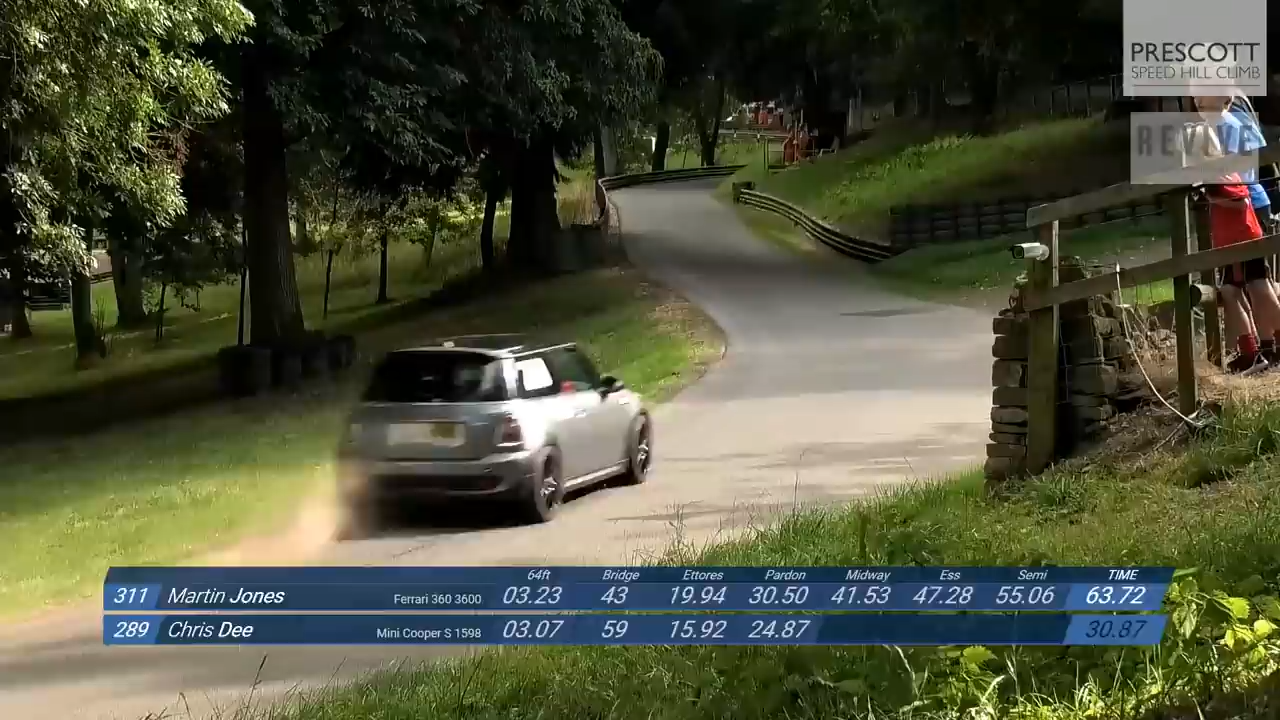 PRESCOTT
SPEED HILL CLIMB
REVIVE
64ft Bridge Ettores Pardon Midway Ess Semi TIME
311 Martin Jones Ferrari 360 3600 03.23 43 19.94 30.50 41.53 47.28 55.06 63.72
289 Chris Dee Mini Cooper S 1598 03.07 59 15.92 24.87 30.87